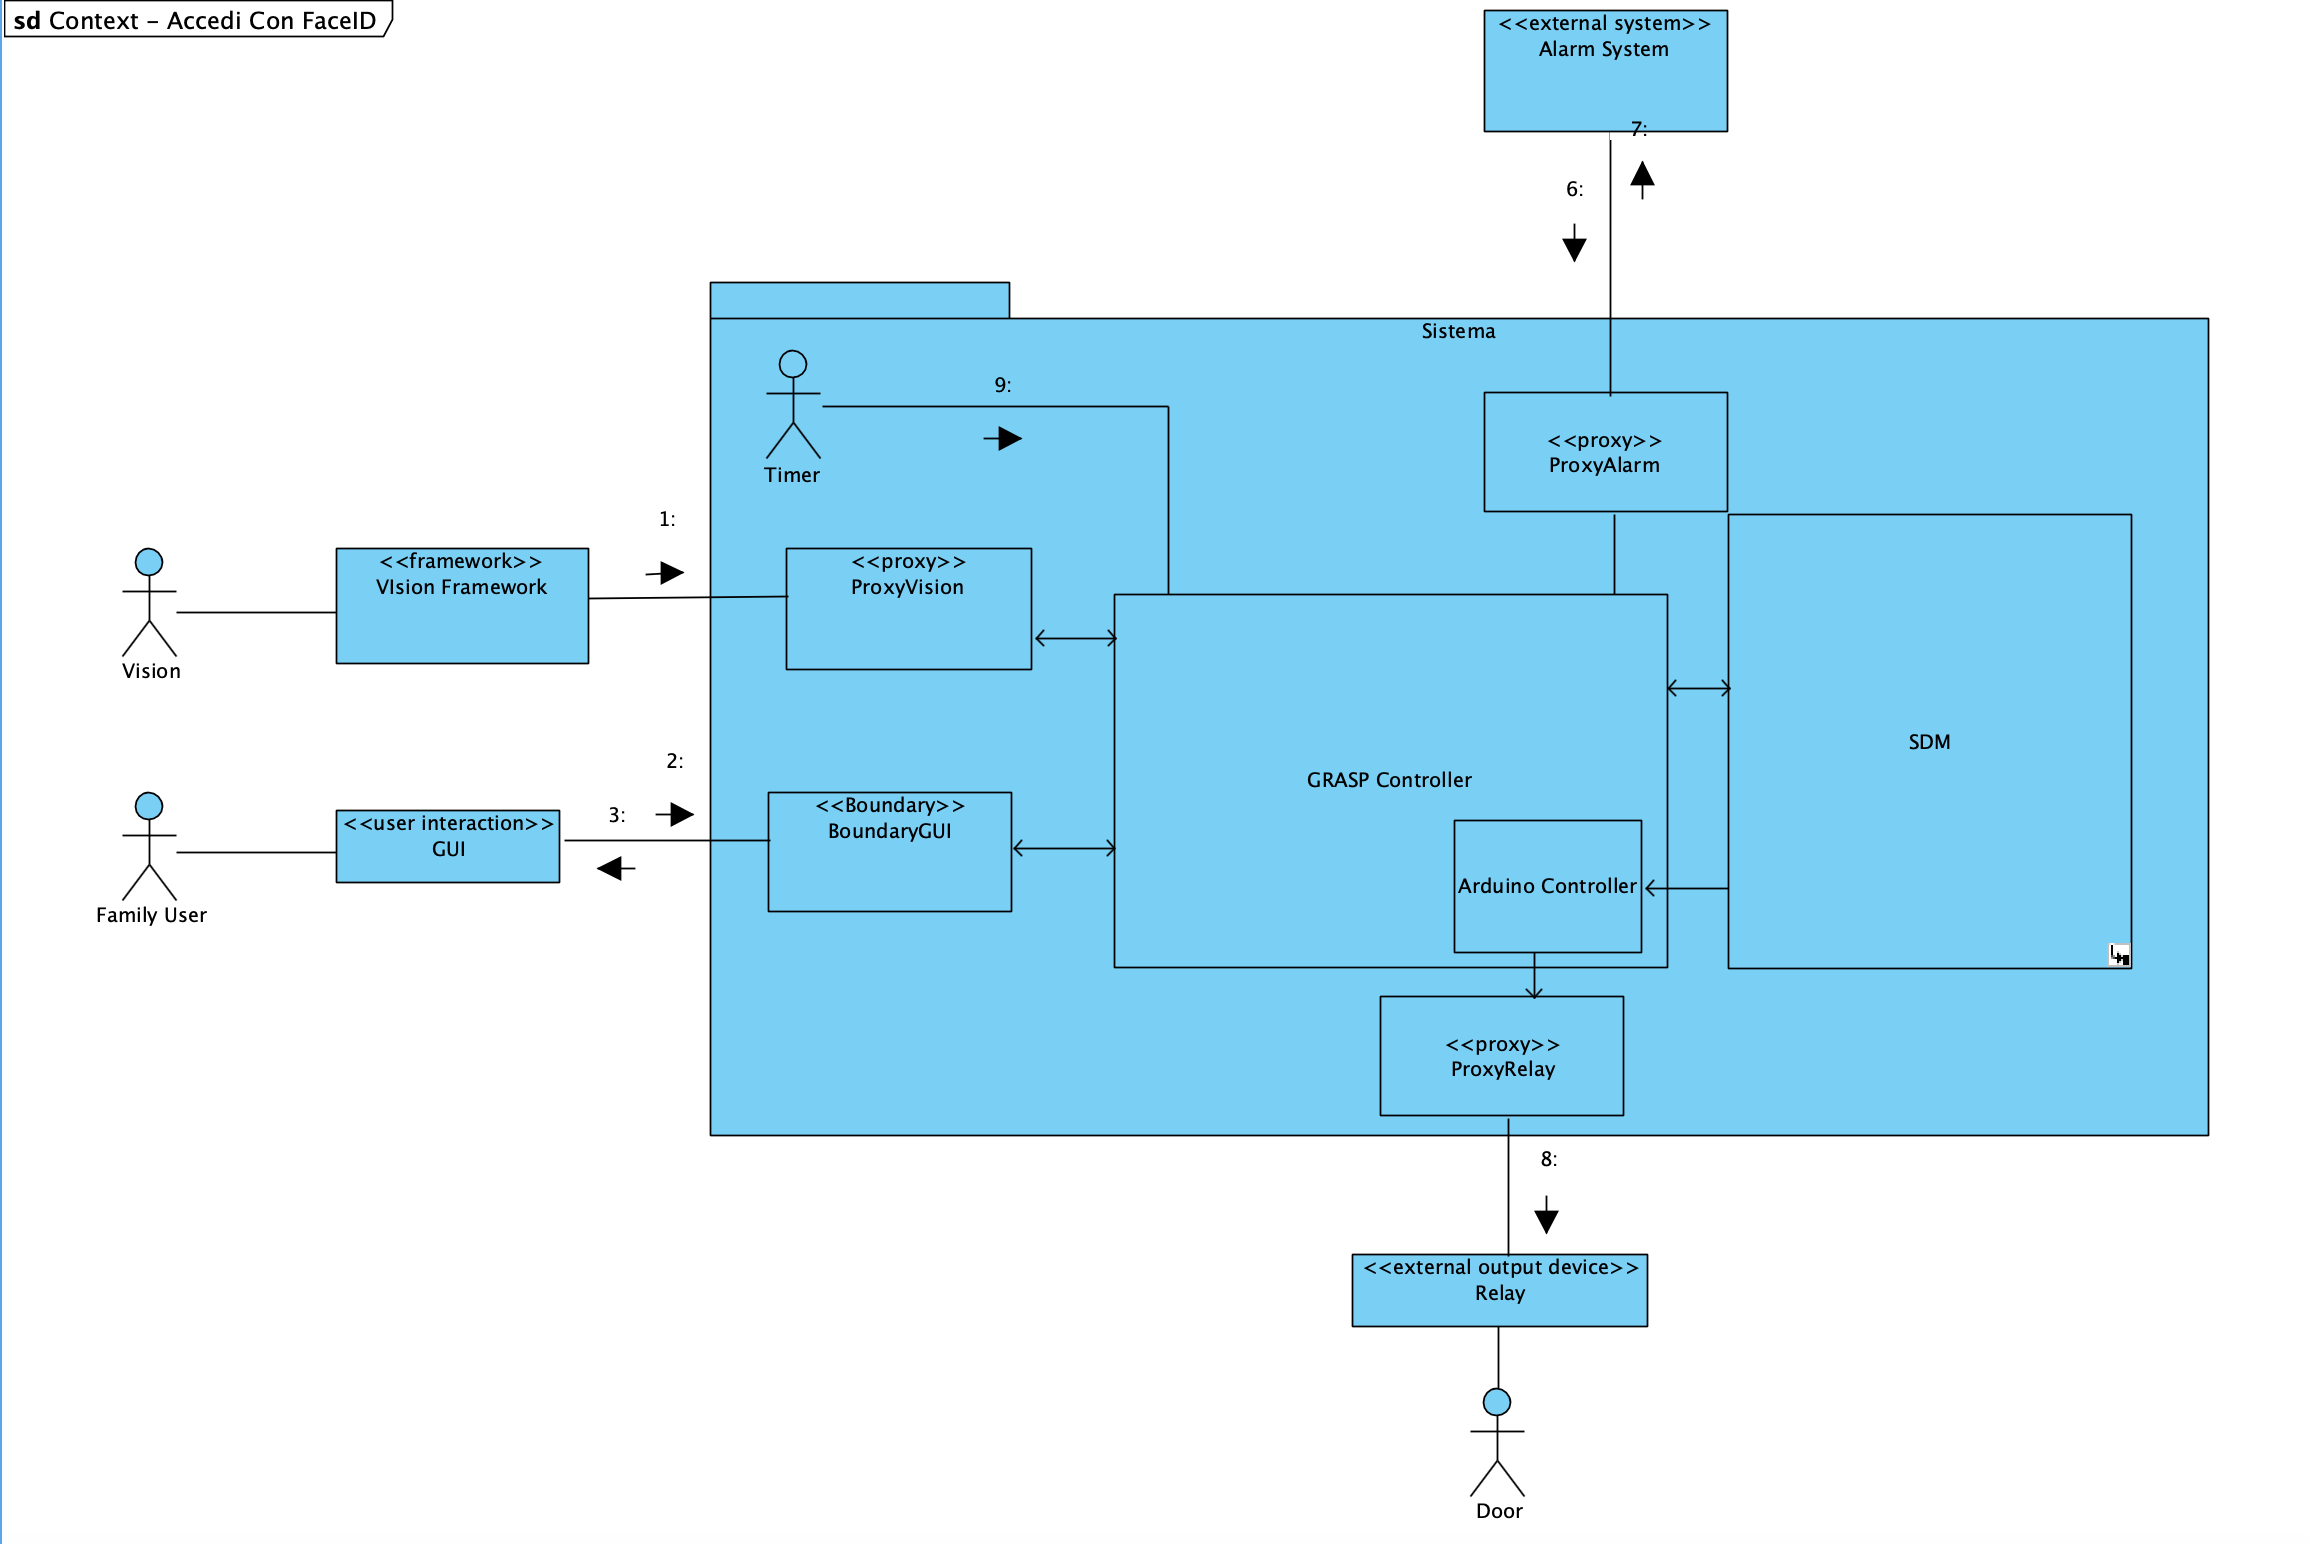 sd Context - Accedi Con FaceID
<<external system>>
Alarm System
7:
6:
Sistema
9:
Timer
<<proxy>>
ProxyAlarm
1:
<<framework>>
VIsion Framework
<<proxy>>
ProxyVision
Vision
SDM
2:
GRASP Controller
3:
<<user interaction>>
GUI
<<Boundary>>
BoundaryGUI
Arduino Controller
Family User
<<proxy>>
ProxyRelay
8:
<<external output device>>
Relay
Door